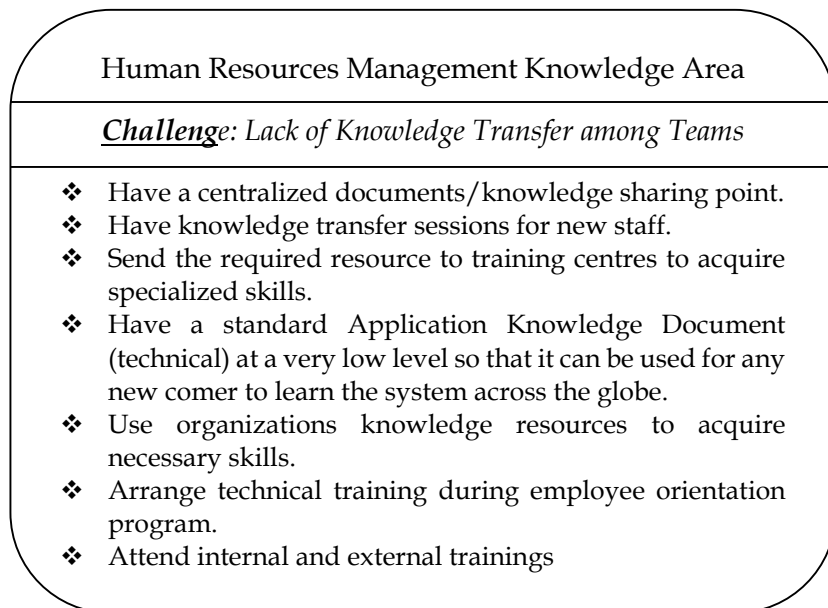 Human Resources Management Knowledge Area
Challenge: Lack of Knowledge Transfer among Teams
❖ Have a centralized documents/knowledge sharing point.
❖ Have knowledge transfer sessions for new staff.
❖ Send the required resource to training centres to acquire
specialized skills.
❖ Have a standard Application Knowledge Document
(technical) at a very low level so that it can be used for any
new comer to learn the system across the globe.
❖ Use organizations knowledge resources to acquire
necessary skills.
❖ Arrange technical training during employee orientation
program.
❖ Attend internal and external trainings